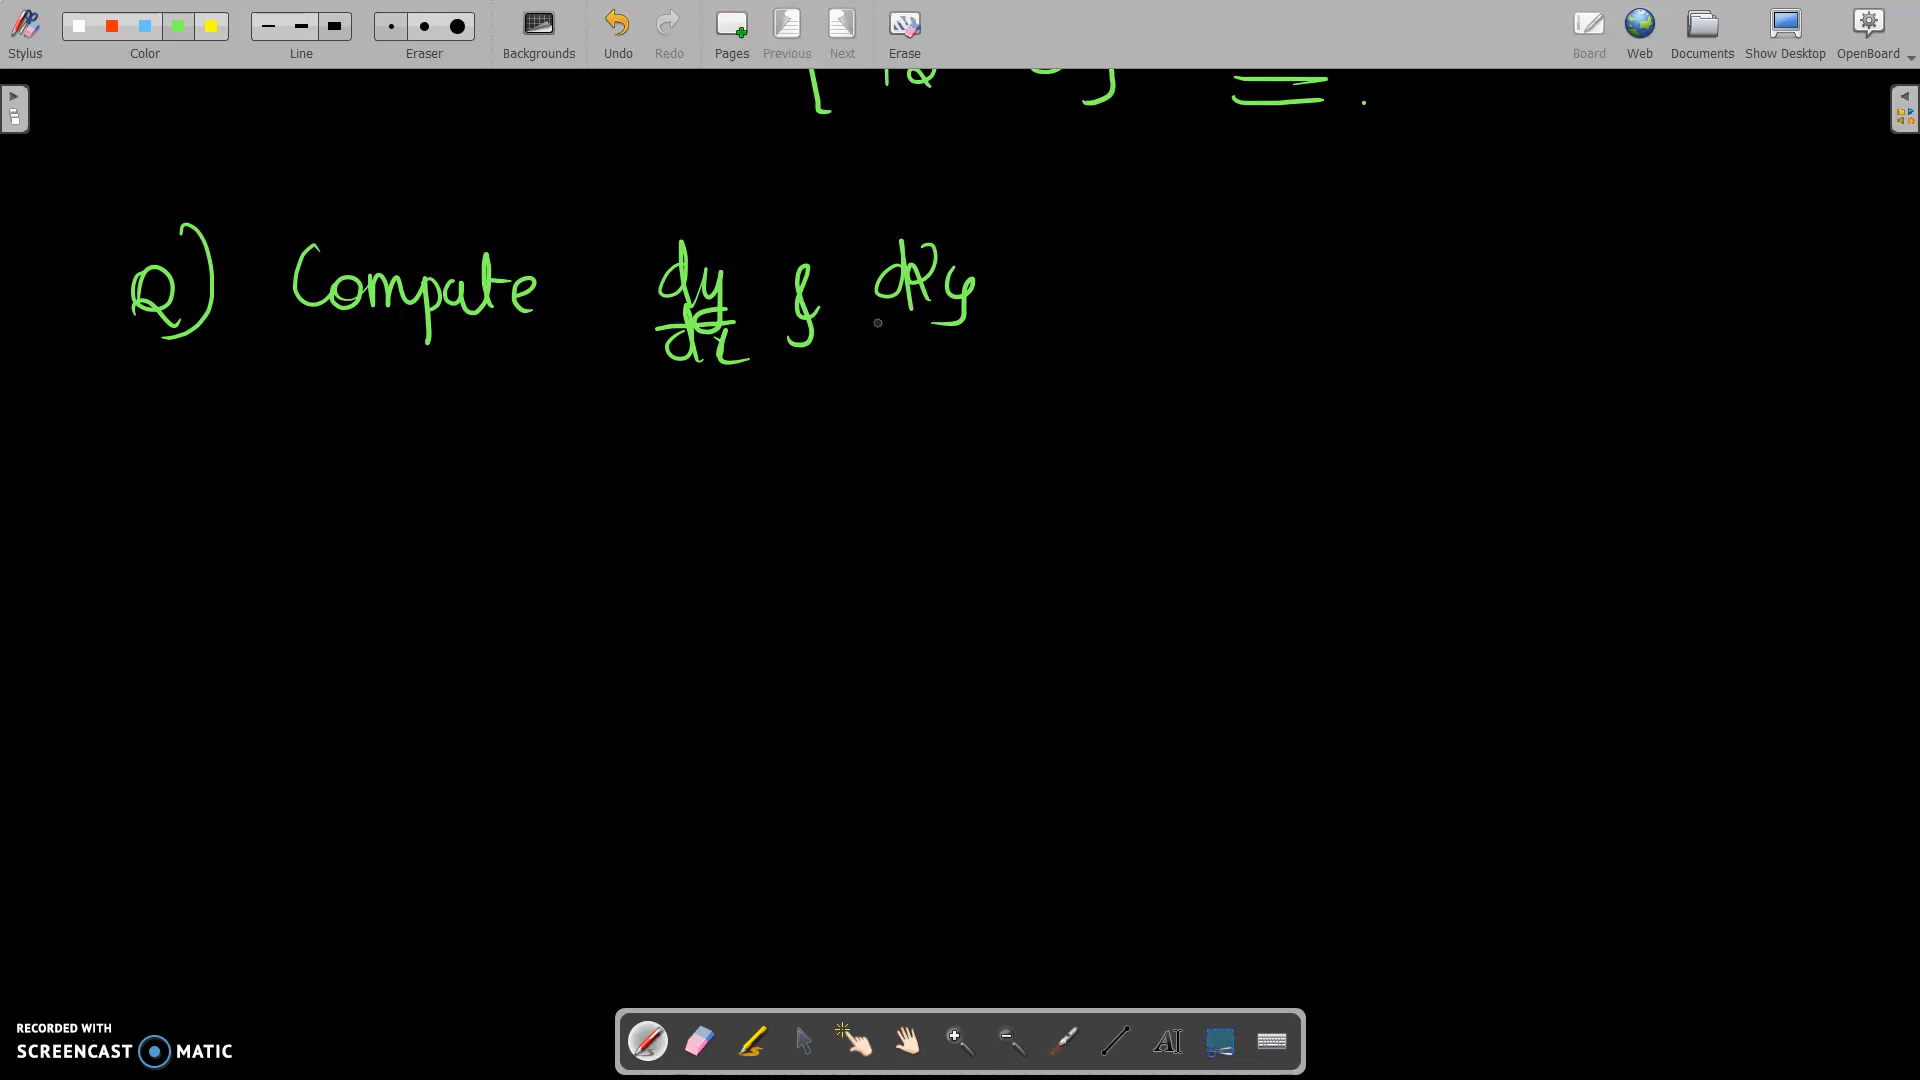 Stylus Color Line Eraser Backgrounds Undo Redo Pages Previous Next Erase Board Web Documents Show Desktop OpenBoard
Q) Compute dy/dx & d²y
RECORDED WITH
SCREENCAST MATIC